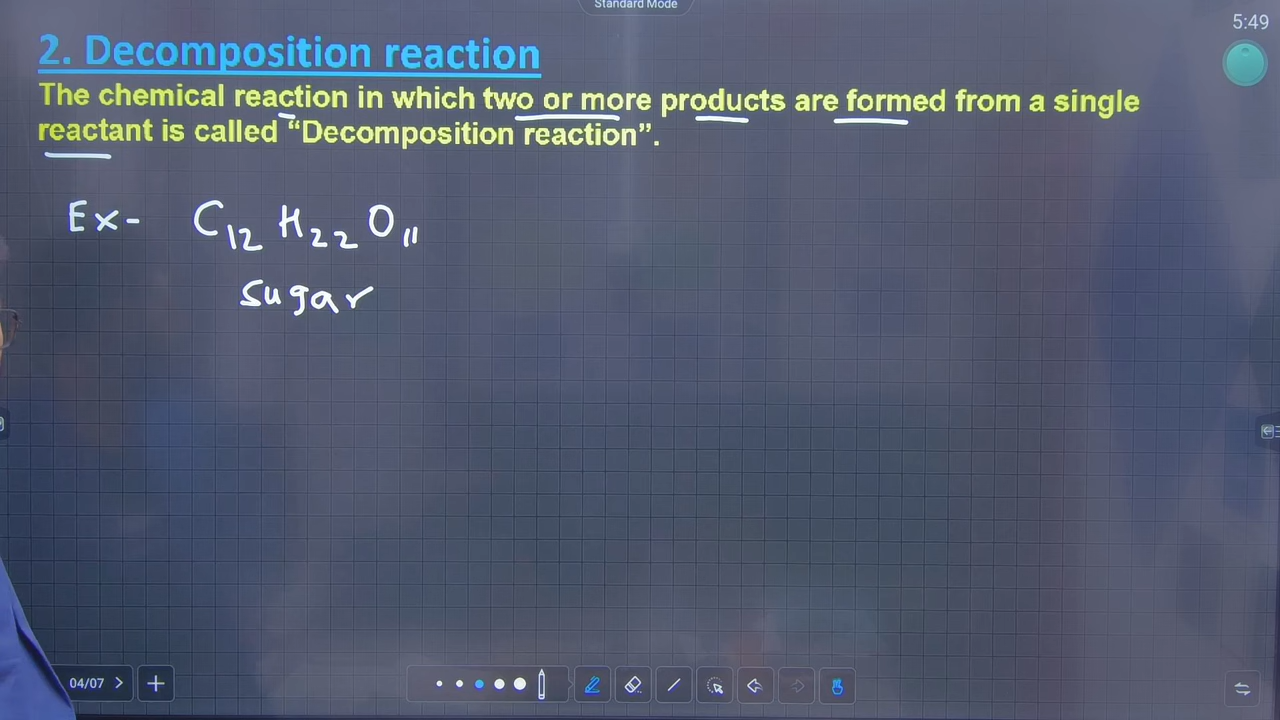 Standard Mode
5:49
2. Decomposition reaction
The chemical reaction in which two or more products are formed from a single
reactant is called “Decomposition reaction”.
Ex- C12 H22 O11
Sugar
04/07